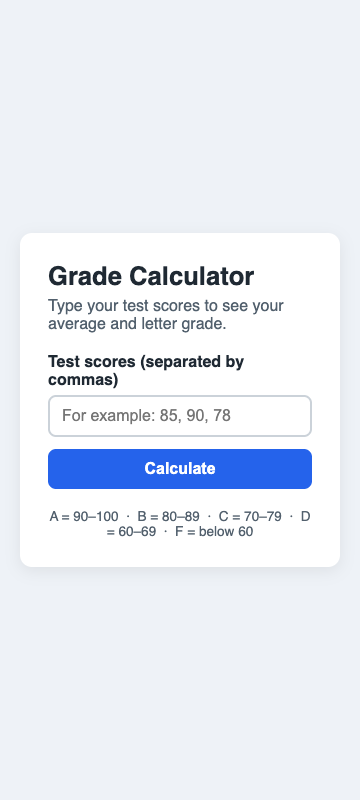 Grade Calculator
Type your test scores to see your
average and letter grade.
Test scores (separated by
commas)
For example: 85, 90, 78
Calculate
A = 90–100 · B = 80–89 · C = 70–79 · D
= 60–69 · F = below 60